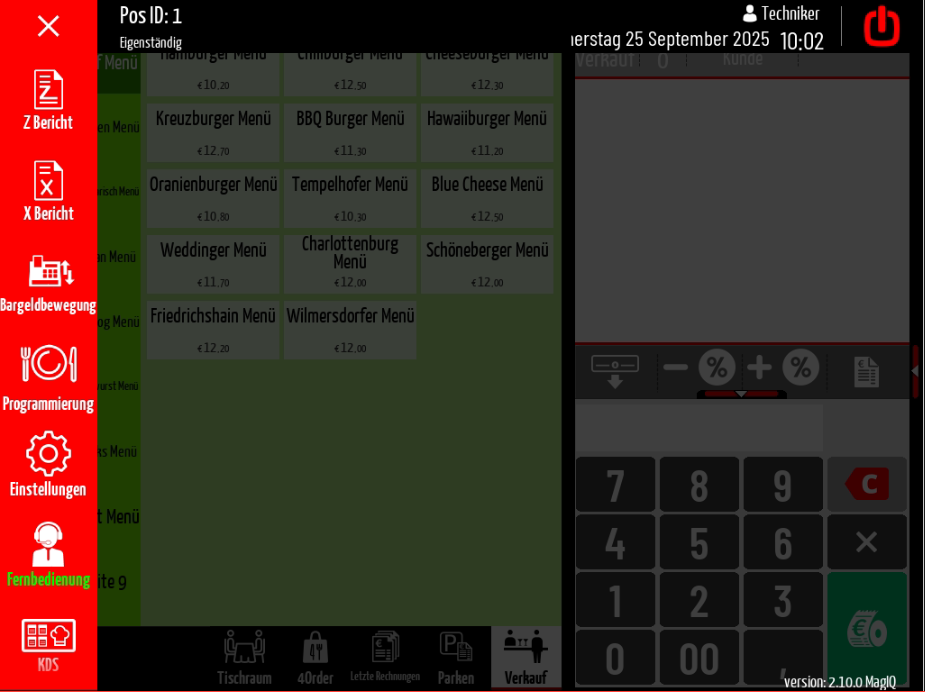 Pos ID: 1
Eigenständig
Techniker
erstag 25 September 2025 10:02
Z Bericht
X Bericht
Bargeldbewegung
Programmierung
Einstellungen
Fernbedienung
KDS
f Menü
en Menü
risch Menü
an Menü
og Menü
urst Menü
ks Menü
t Menü
ite 9
Hamburger Menü
€10,20
Chiliburger Menü
€12,50
Cheeseburger Menü
€12,30
Kreuzburger Menü
€12,70
BBQ Burger Menü
€11,30
Hawaiiburger Menü
€11,20
Oranienburger Menü
€10,80
Tempelhofer Menü
€10,30
Blue Cheese Menü
€12,50
Weddinger Menü
€11,70
Charlottenburg
Menü
€12,00
Schöneberger Menü
€12,00
Friedrichshain Menü
€12,20
Wilmersdorfer Menü
€12,00
Verkauf 0 Kunde
− % + %
7 8 9 C
4 5 6 ×
1 2 3
0 00 ,
Tischraum
4Order
Letzte Rechnungen
Parken
Verkauf
version: 2.10.0 MagIQ